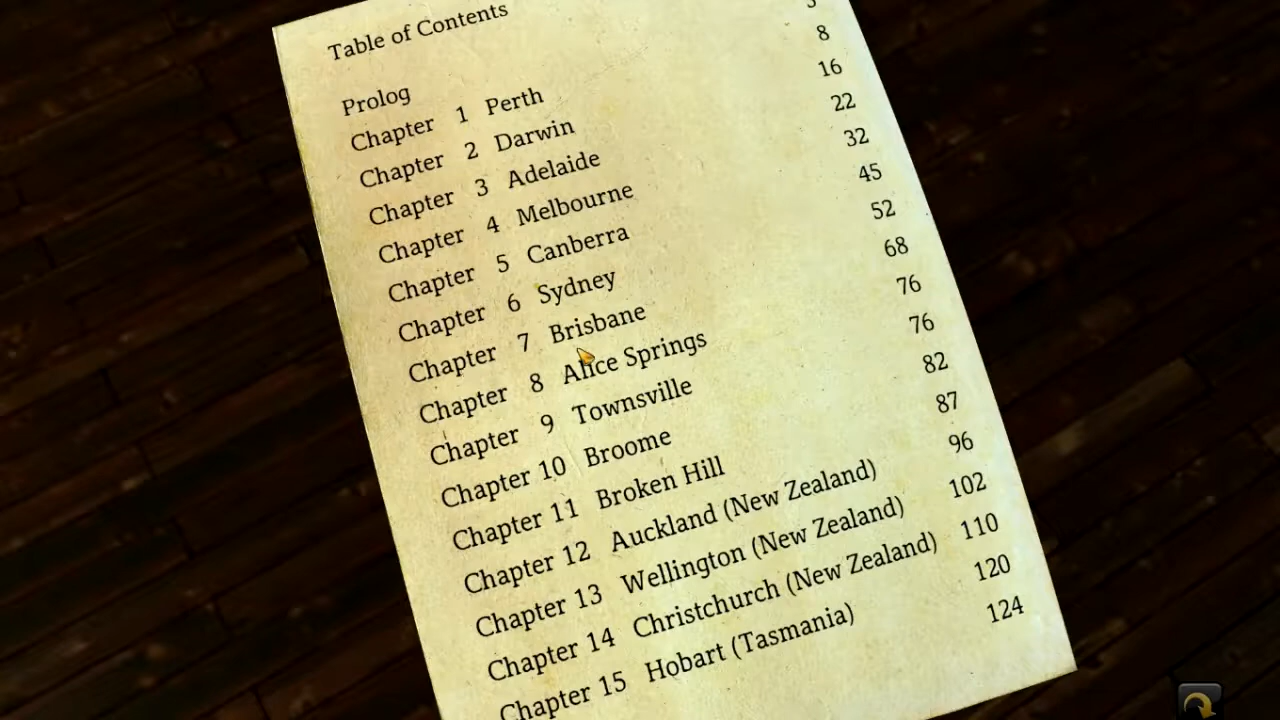 Table of Contents
Prolog
Chapter 1 Perth 8
Chapter 2 Darwin 16
Chapter 3 Adelaide 22
Chapter 4 Melbourne 32
Chapter 5 Canberra 45
Chapter 6 Sydney 52
Chapter 7 Brisbane 68
Chapter 8 Alice Springs 76
Chapter 9 Townsville 76
Chapter 10 Broome 82
Chapter 11 Broken Hill 87
Chapter 12 Auckland (New Zealand) 96
Chapter 13 Wellington (New Zealand) 102
Chapter 14 Christchurch (New Zealand) 110
Chapter 15 Hobart (Tasmania) 120
124